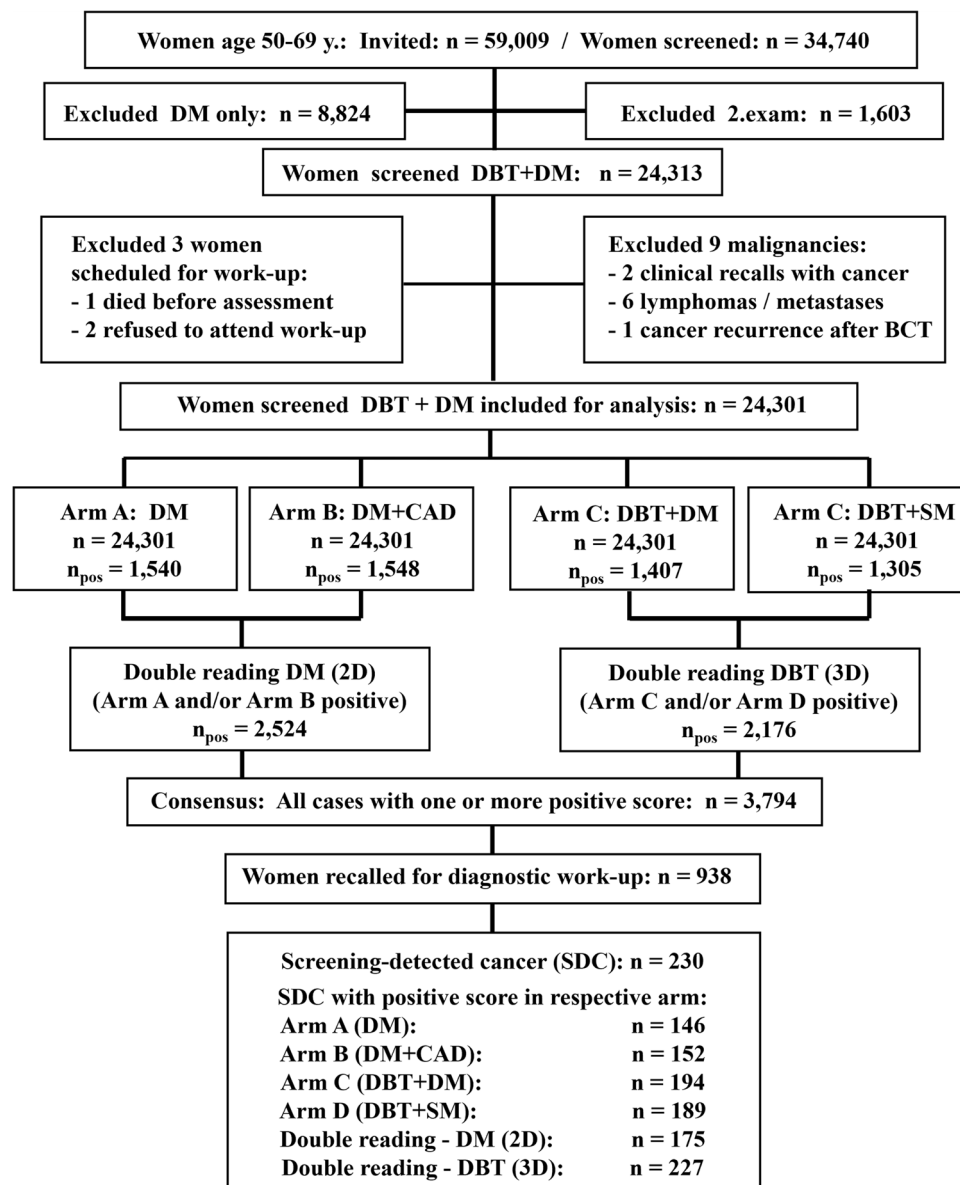 Women age 50-69 y.: Invited: n = 59,009 / Women screened: n = 34,740
Excluded DM only: n = 8,824
Excluded 2.exam: n = 1,603
Women screened DBT+DM: n = 24,313
Excluded 3 women
scheduled for work-up:
- 1 died before assessment
- 2 refused to attend work-up
Excluded 9 malignancies:
- 2 clinical recalls with cancer
- 6 lymphomas / metastases
- 1 cancer recurrence after BCT
Women screened DBT + DM included for analysis: n = 24,301
Arm A: DM
n = 24,301
npos = 1,540
Arm B: DM+CAD
n = 24,301
npos = 1,548
Arm C: DBT+DM
n = 24,301
npos = 1,407
Arm C: DBT+SM
n = 24,301
npos = 1,305
Double reading DM (2D)
(Arm A and/or Arm B positive)
npos = 2,524
Double reading DBT (3D)
(Arm C and/or Arm D positive)
npos = 2,176
Consensus: All cases with one or more positive score: n = 3,794
Women recalled for diagnostic work-up: n = 938
Screening-detected cancer (SDC): n = 230
SDC with positive score in respective arm:
Arm A (DM): n = 146
Arm B (DM+CAD): n = 152
Arm C (DBT+DM): n = 194
Arm D (DBT+SM): n = 189
Double reading - DM (2D): n = 175
Double reading - DBT (3D): n = 227